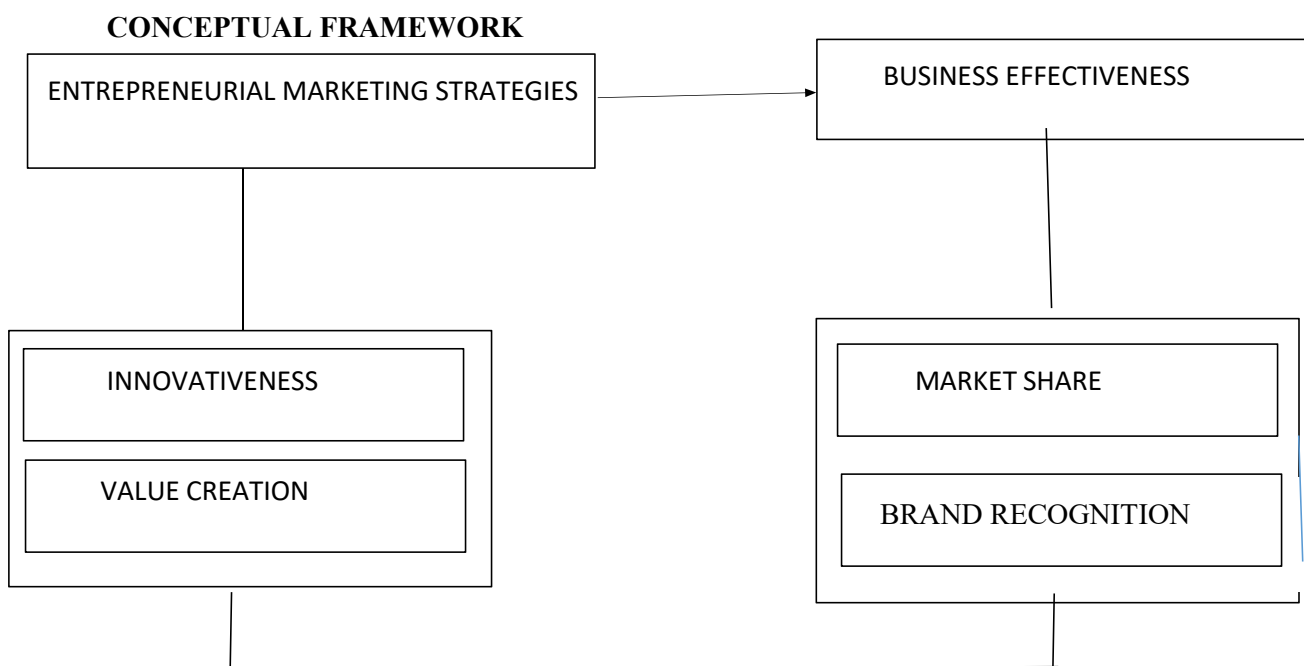 CONCEPTUAL FRAMEWORK
ENTREPRENEURIAL MARKETING STRATEGIES
BUSINESS EFFECTIVENESS
INNOVATIVENESS
MARKET SHARE
VALUE CREATION
BRAND RECOGNITION